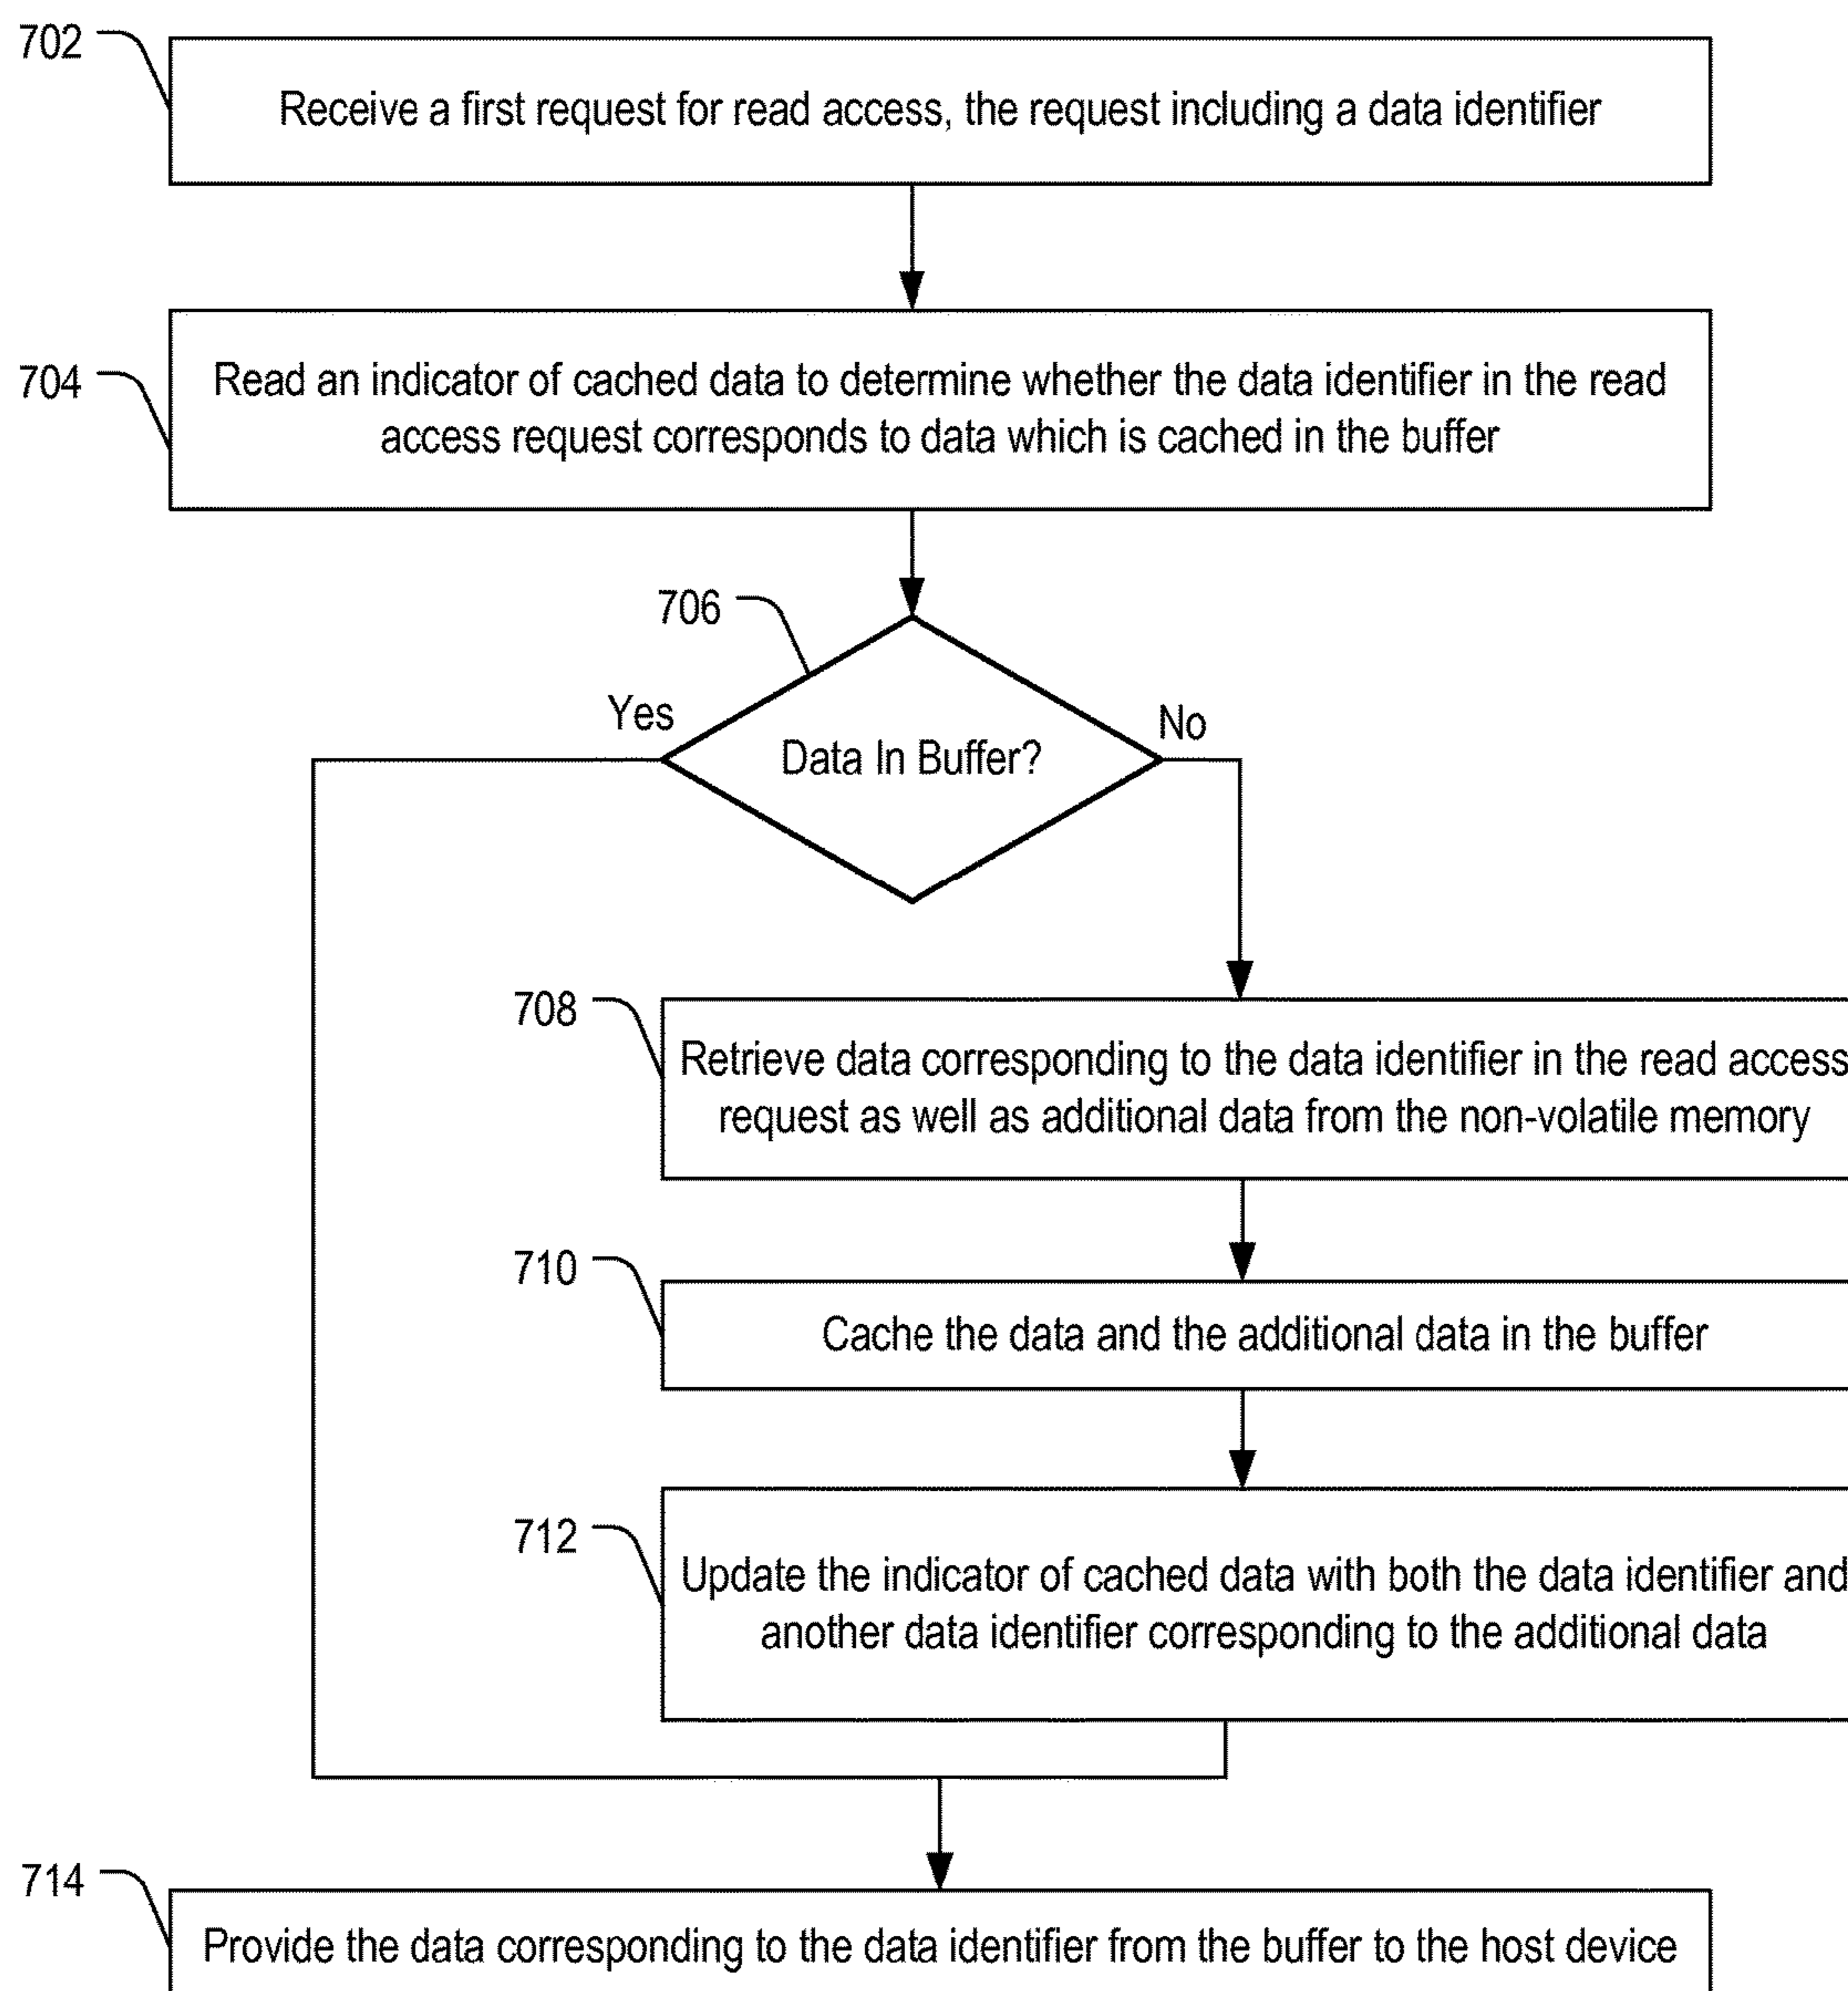 702
Receive a first request for read access, the request including a data identifier
704
Read an indicator of cached data to determine whether the data identifier in the read
access request corresponds to data which is cached in the buffer
706
Yes
No
Data In Buffer?
708
Retrieve data corresponding to the data identifier in the read access
request as well as additional data from the non-volatile memory
710
Cache the data and the additional data in the buffer
712
Update the indicator of cached data with both the data identifier and
another data identifier corresponding to the additional data
714
Provide the data corresponding to the data identifier from the buffer to the host device